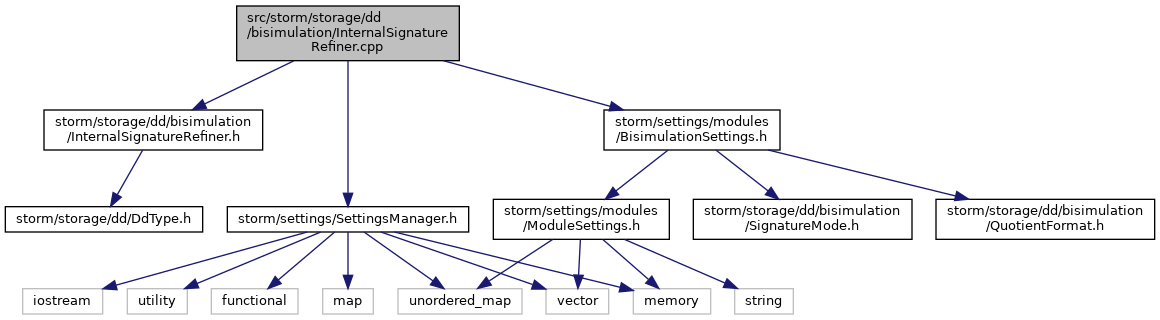 src/storm/storage/dd
/bisimulation/InternalSignature
Refiner.cpp
storm/storage/dd/bisimulation
/InternalSignatureRefiner.h
storm/settings/modules
/BisimulationSettings.h
storm/storage/dd/DdType.h
storm/settings/SettingsManager.h
storm/settings/modules
/ModuleSettings.h
storm/storage/dd/bisimulation
/SignatureMode.h
storm/storage/dd/bisimulation
/QuotientFormat.h
iostream
utility
functional
map
unordered_map
vector
memory
string